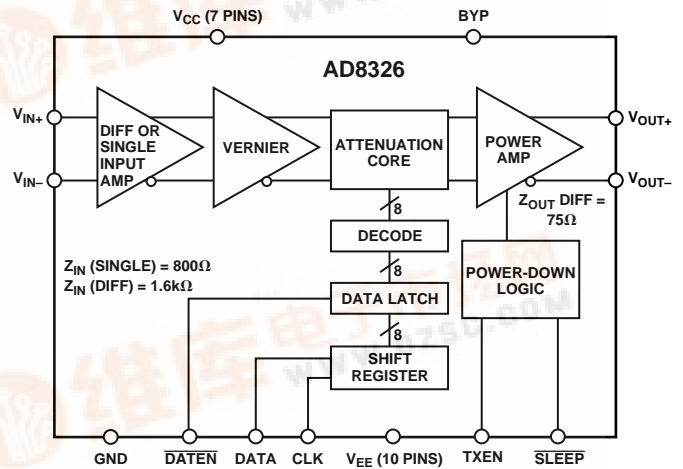 VCC (7 PINS)
BYP
AD8326
VIN+
VIN–
DIFF OR
SINGLE
INPUT
AMP
VERNIER
ATTENUATION
CORE
POWER
AMP
VOUT+
VOUT–
ZOUT DIFF =
75Ω
8
DECODE
8
DATA LATCH
8
SHIFT
REGISTER
POWER-DOWN
LOGIC
ZIN (SINGLE) = 800Ω
ZIN (DIFF) = 1.6kΩ
GND
DATEN
DATA
CLK
VEE (10 PINS)
TXEN
SLEEP